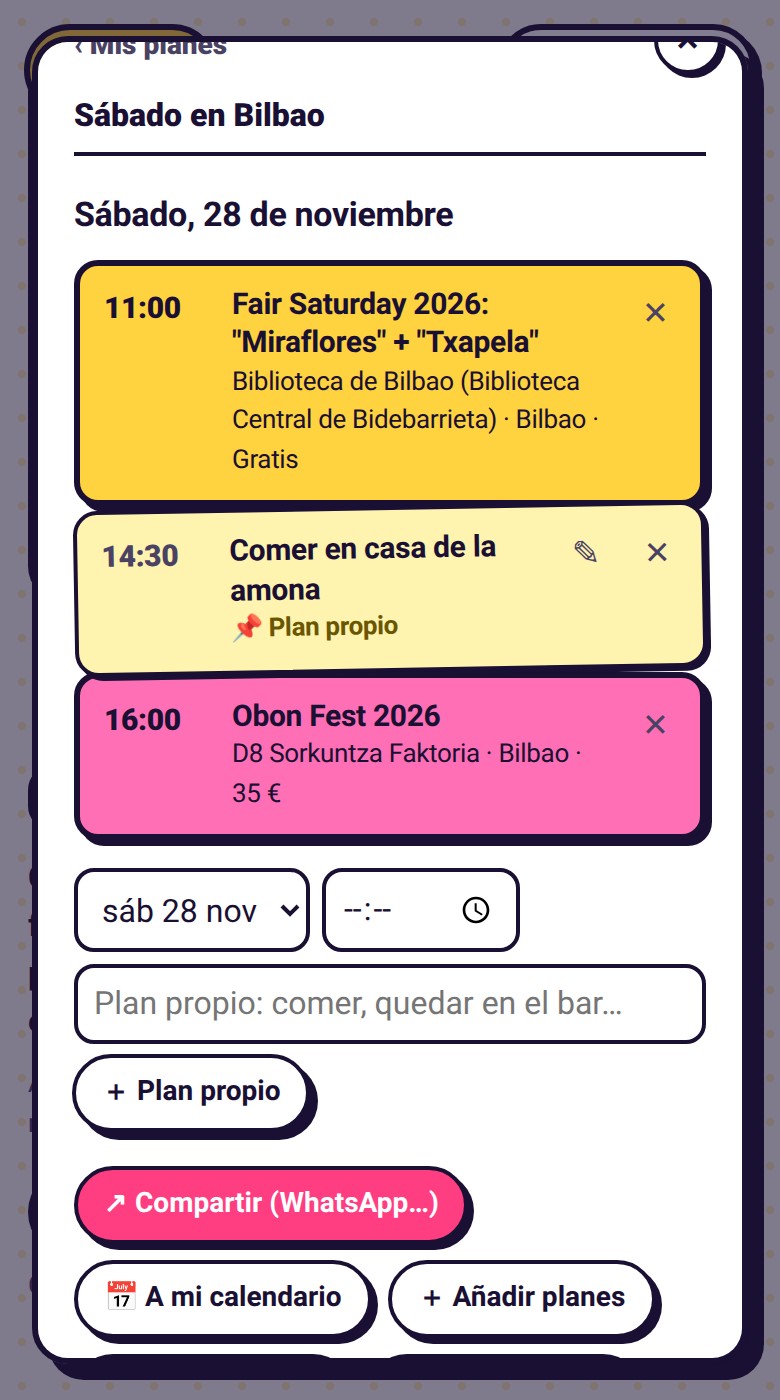 ‹ Mis planes
✕
Sábado en Bilbao
Sábado, 28 de noviembre
11:00
Fair Saturday 2026:
"Miraflores" + "Txapela"
✕
Biblioteca de Bilbao (Biblioteca
Central de Bidebarrieta) · Bilbao ·
Gratis
14:30
Comer en casa de la
amona
✎ ✕
📌 Plan propio
16:00
Obon Fest 2026
✕
D8 Sorkuntza Faktoria · Bilbao ·
35 €
sáb 28 nov
--:--
Plan propio: comer, quedar en el bar…
+ Plan propio
↗ Compartir (WhatsApp…)
📅 A mi calendario
+ Añadir planes